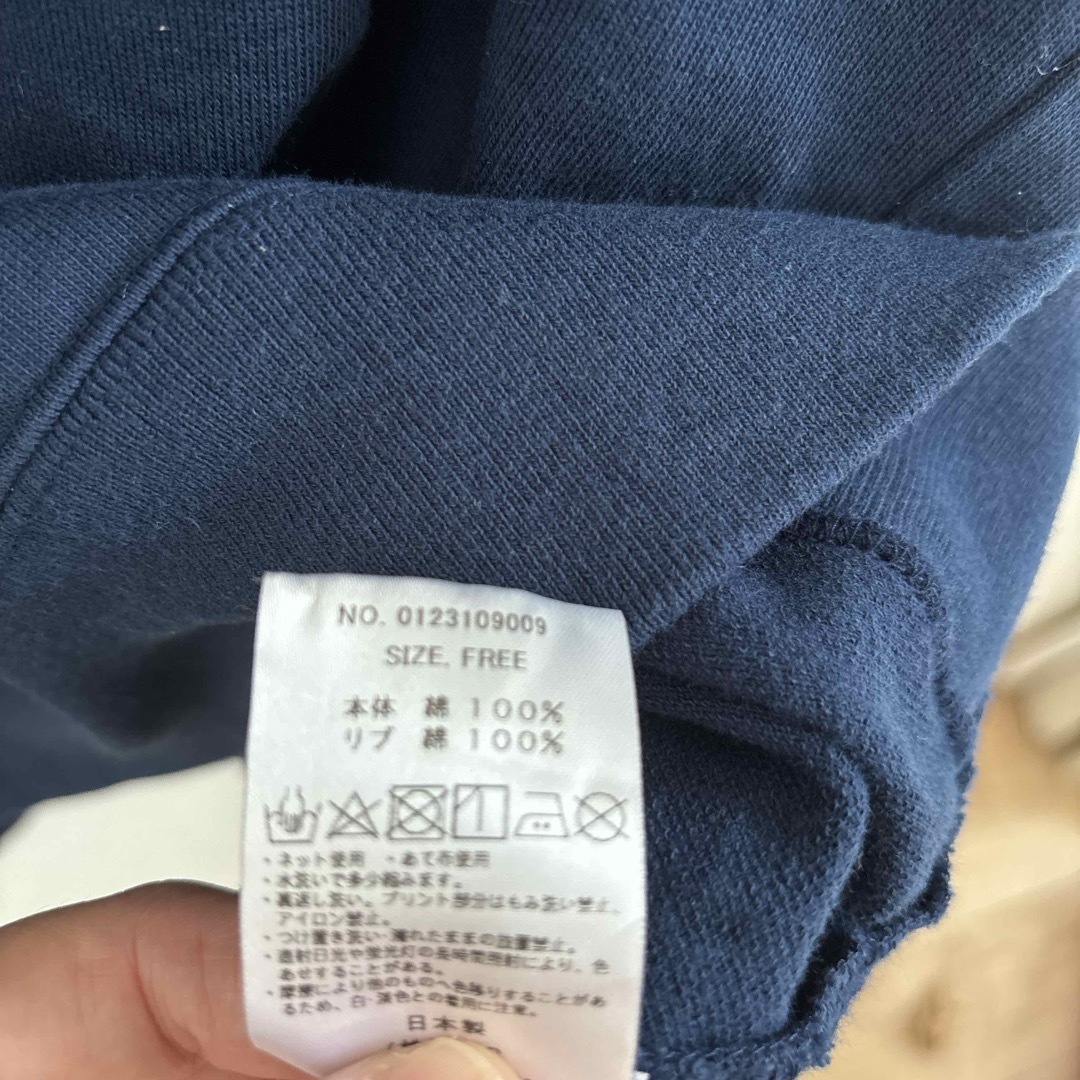 NO. 0123109009
SIZE. FREE
本体 綿 100%
リブ 綿 100%
・ネット使用 ・あて布使用
・水洗いで多少縮みます。
・裏返し洗い。プリント部分はもみ洗い禁止、
アイロン禁止。
・つけ置き洗い・濡れたままの放置禁止。
・直射日光や蛍光灯の長時間照射により、色
あせすることがある。
・摩擦により他のものへ色移りすることがあ
るため、白・淡色との着用に注意。
日本製